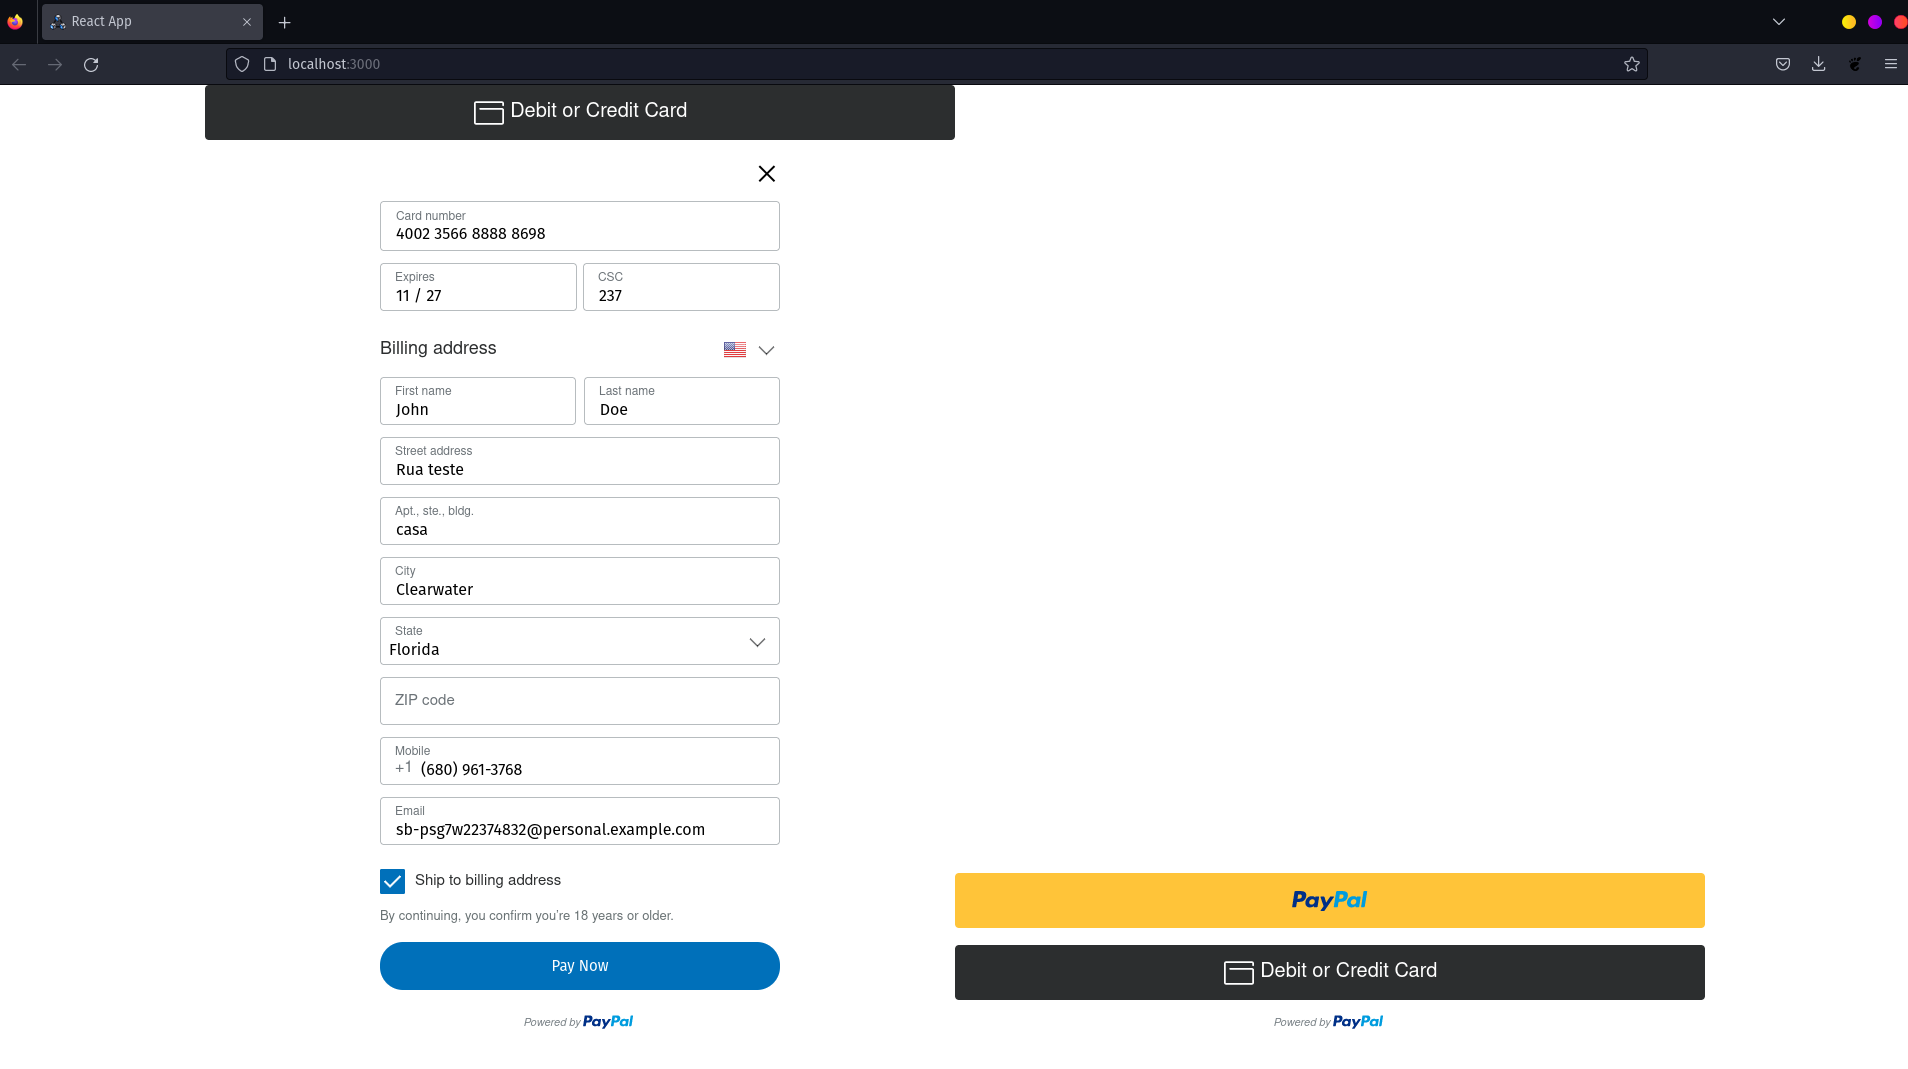 React App
localhost:3000
Debit or Credit Card
Card number
4002 3566 8888 8698
Expires
11 / 27
CSC
237
Billing address
First name
John
Last name
Doe
Street address
Rua teste
Apt., ste., bldg.
casa
City
Clearwater
State
Florida
ZIP code
Mobile
+1 (680) 961-3768
Email
sb-psg7w22374832@personal.example.com
Ship to billing address
By continuing, you confirm you're 18 years or older.
Pay Now
Powered by PayPal
PayPal
Debit or Credit Card
Powered by PayPal